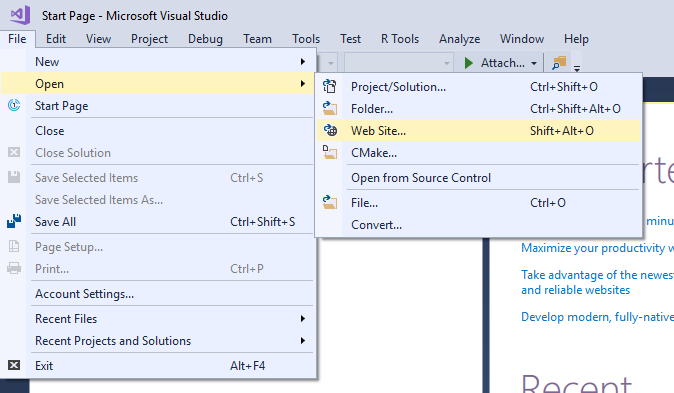 Start Page - Microsoft Visual Studio
File Edit View Project Debug Team Tools Test R Tools Analyze Window Help
Attach...
New
Open
Start Page
Close
Close Solution
Save Selected Items Ctrl+S
Save Selected Items As...
Save All Ctrl+Shift+S
Page Setup...
Print... Ctrl+P
Account Settings...
Recent Files
Recent Projects and Solutions
Exit Alt+F4
Project/Solution... Ctrl+Shift+O
Folder... Ctrl+Shift+Alt+O
Web Site... Shift+Alt+O
CMake...
Open from Source Control
File... Ctrl+O
Convert...
Maximize your productivity
Take advantage of the newes
and reliable websites
Develop modern, fully-native
Recent